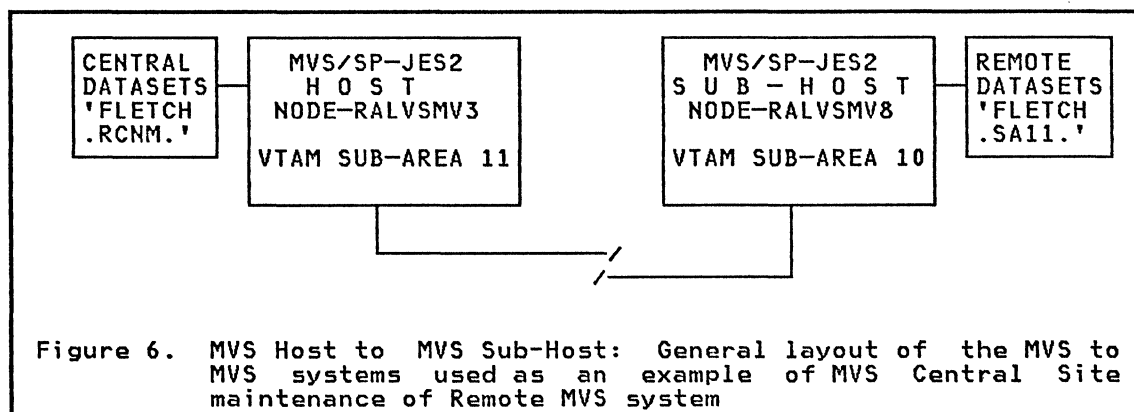 CENTRAL
DATASETS
'FLETCH
.RCNM.'
MVS/SP-JES2
H O S T
NODE-RALVSMV3
VTAM SUB-AREA 11
MVS/SP-JES2
S U B - H O S T
NODE-RALVSMV8
VTAM SUB-AREA 10
REMOTE
DATASETS
'FLETCH
.SA11.'
Figure 6. MVS Host to MVS Sub-Host: General layout of the MVS to
MVS systems used as an example of MVS Central Site
maintenance of Remote MVS system